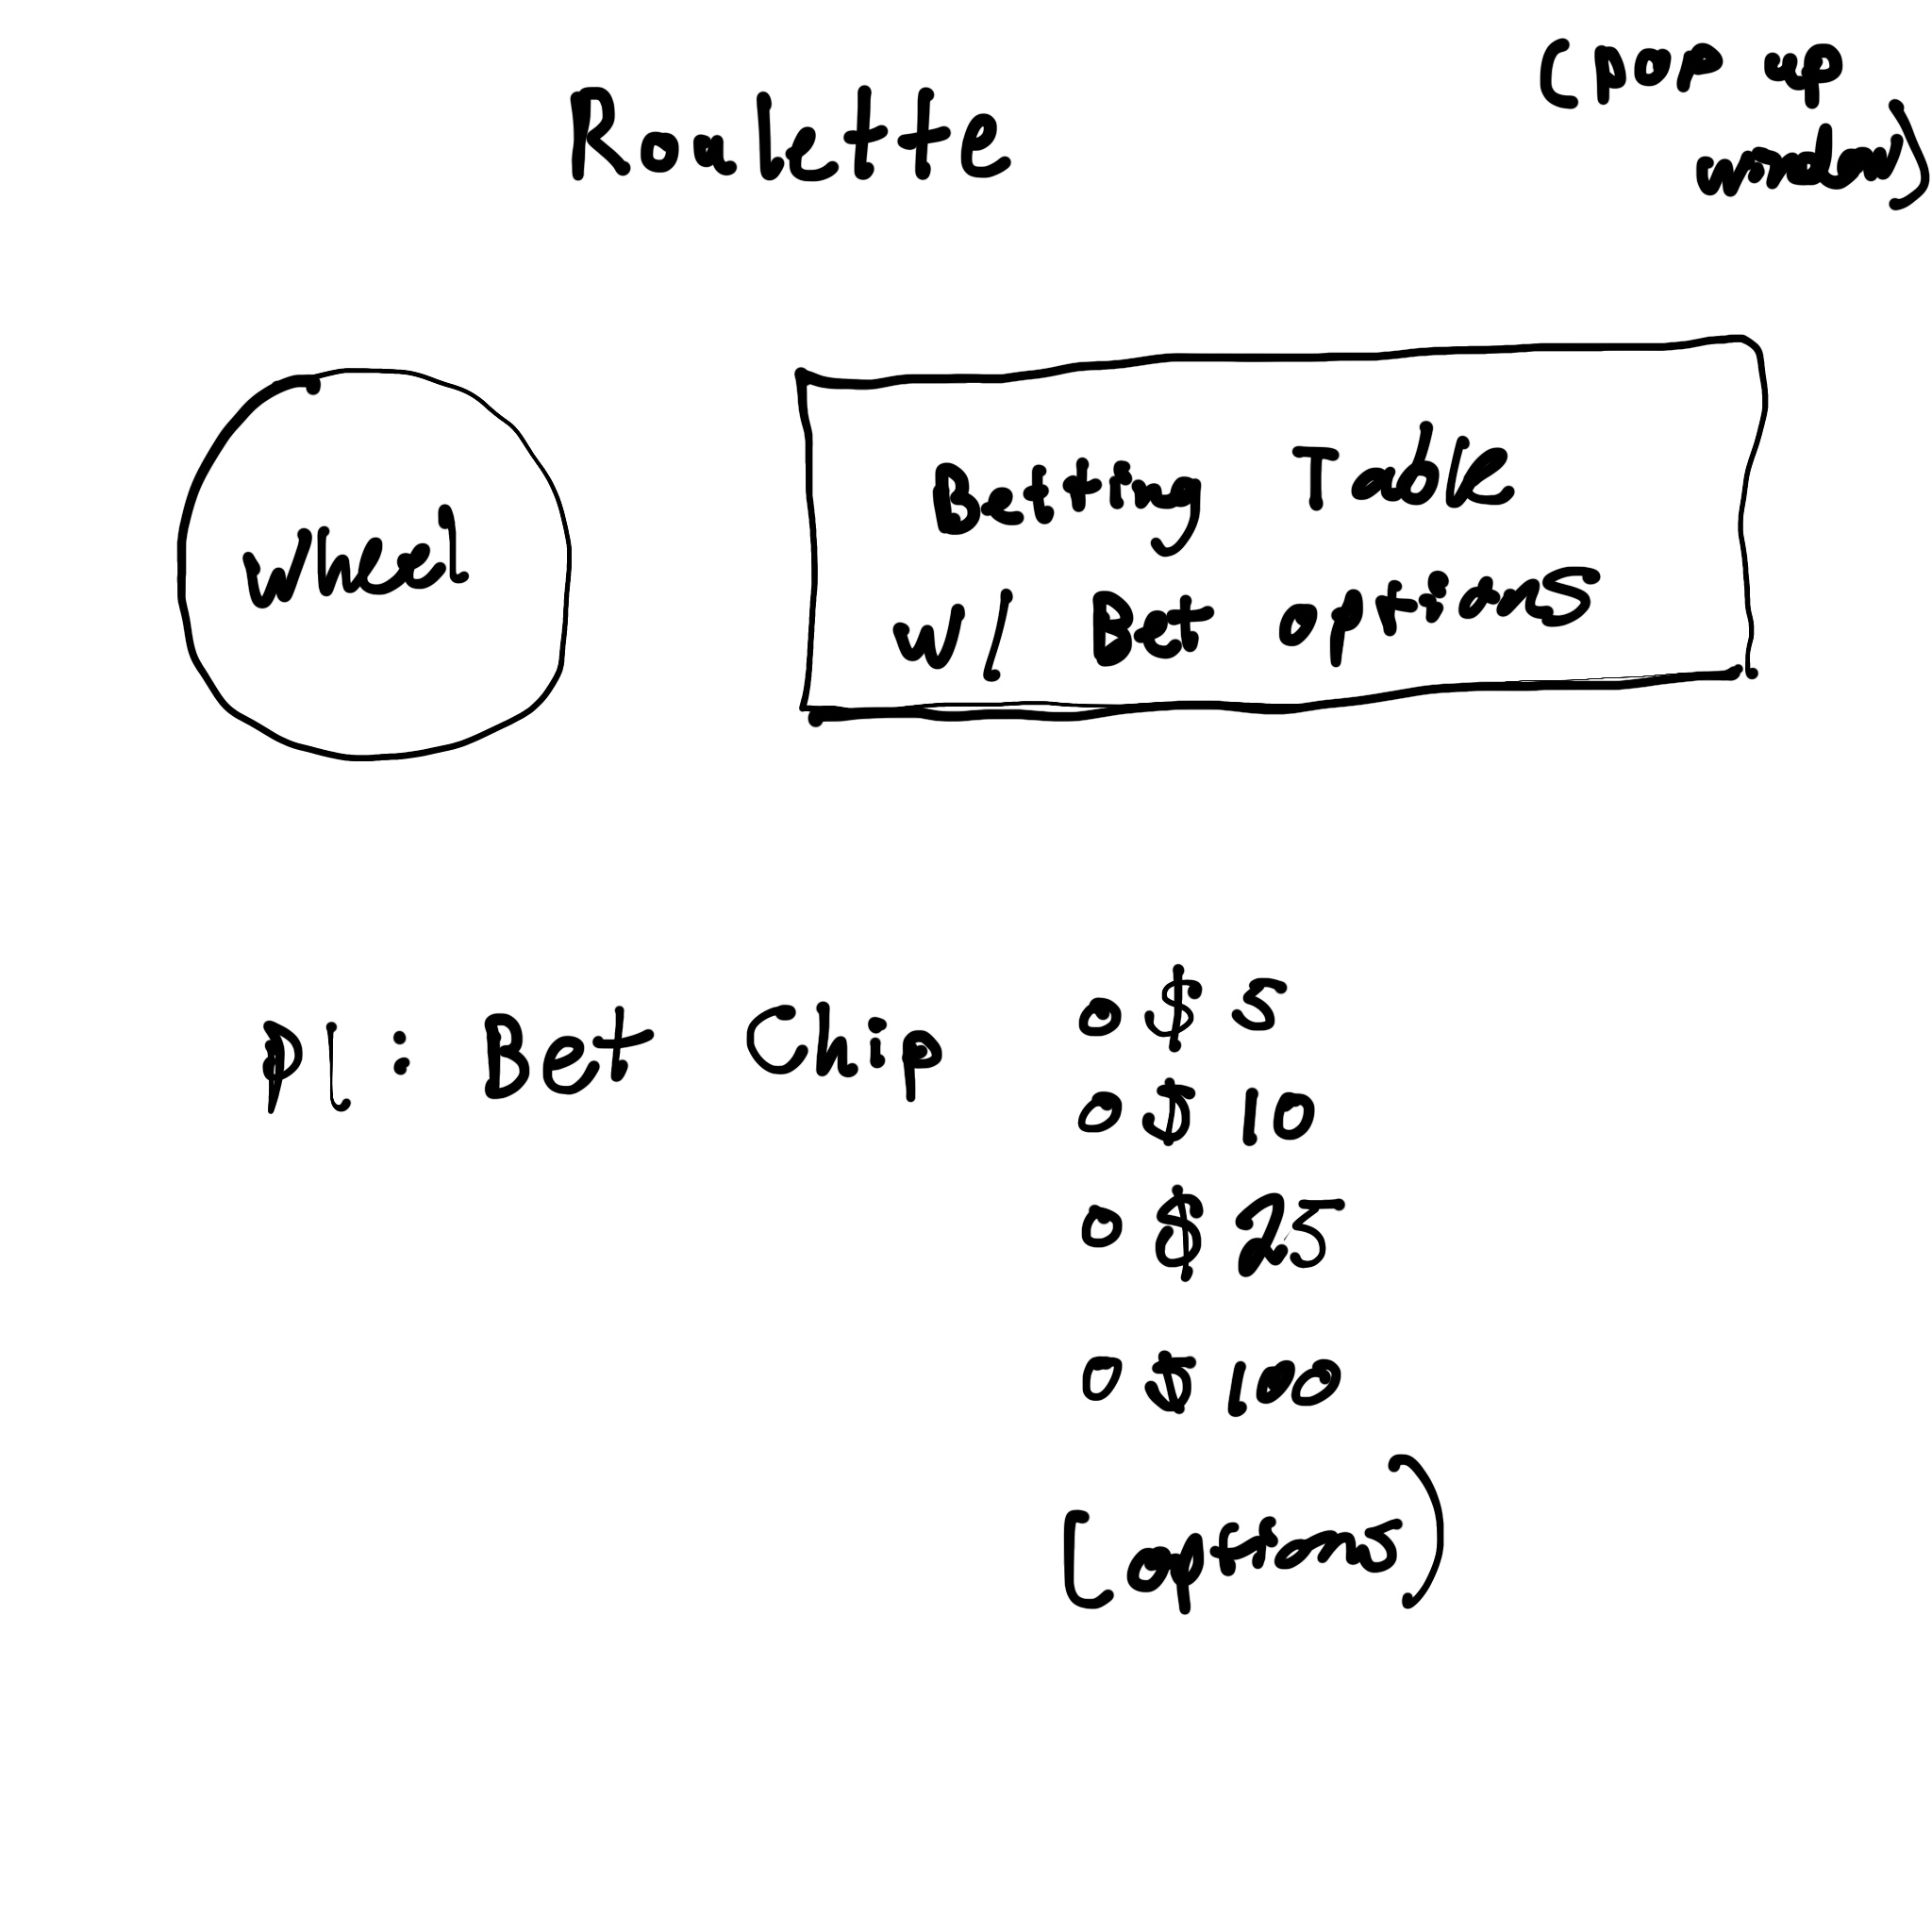 Roulette
(pop up
window)
Wheel
Betting Table
w/ Bet options
P1: Bet Chip
o $ 5
o $ 10
o $ 25
o $ 100
(options)